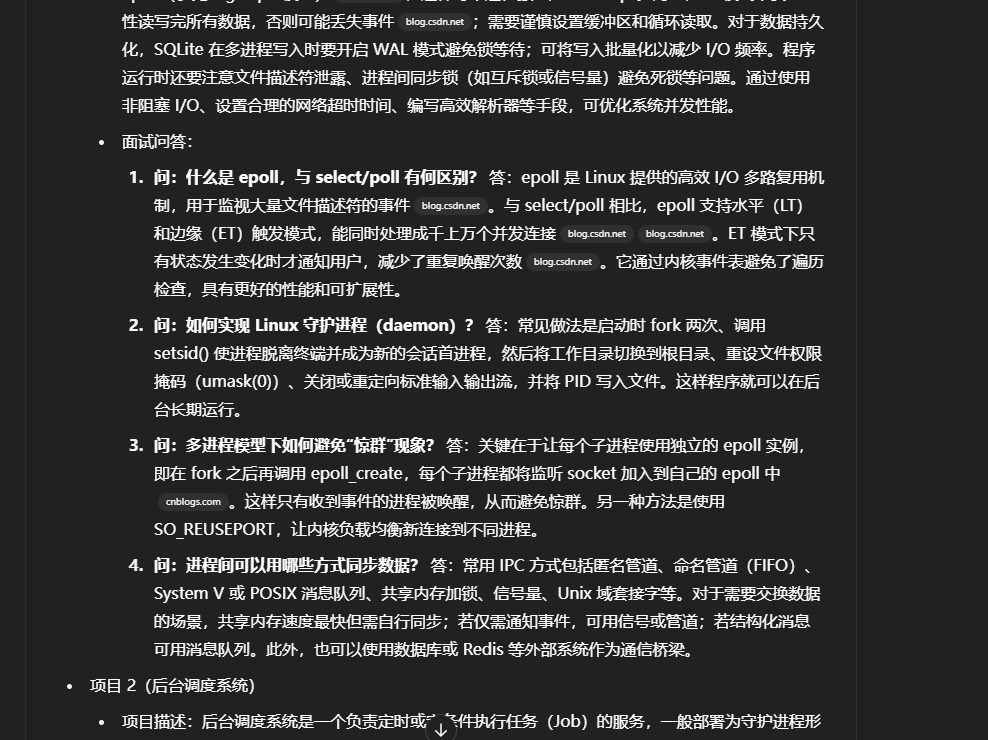 性读写完所有数据，否则可能丢失事件 blog.csdn.net ；需要谨慎设置缓冲区和循环读取。对于数据持久
化，SQLite 在多进程写入时要开启 WAL 模式避免锁等待；可将写入批量化以减少 I/O 频率。程序
运行时还要注意文件描述符泄露、进程间同步锁（如互斥锁或信号量）避免死锁等问题。通过使用
非阻塞 I/O、设置合理的网络超时时间、编写高效解析器等手段，可优化系统并发性能。
• 面试问答：
1. 问：什么是 epoll，与 select/poll 有何区别？ 答：epoll 是 Linux 提供的高效 I/O 多路复用机
制，用于监视大量文件描述符的事件 blog.csdn.net 。与 select/poll 相比，epoll 支持水平（LT）
和边缘（ET）触发模式，能同时处理成千上万个并发连接 blog.csdn.net blog.csdn.net 。ET 模式下只
有状态发生变化时才通知用户，减少了重复唤醒次数 blog.csdn.net 。它通过内核事件表避免了遍历
检查，具有更好的性能和可扩展性。
2. 问：如何实现 Linux 守护进程（daemon）？ 答：常见做法是启动时 fork 两次、调用
setsid() 使进程脱离终端并成为新的会话首进程，然后将工作目录切换到根目录、重设文件权限
掩码（umask(0)）、关闭或重定向标准输入输出流，并将 PID 写入文件。这样程序就可以在后
台长期运行。
3. 问：多进程模型下如何避免“惊群”现象？ 答：关键在于让每个子进程使用独立的 epoll 实例，
即在 fork 之后再调用 epoll_create，每个子进程都将监听 socket 加入到自己的 epoll 中
cnblogs.com 。这样只有收到事件的进程被唤醒，从而避免惊群。另一种方法是使用
SO_REUSEPORT，让内核负载均衡新连接到不同进程。
4. 问：进程间可以用哪些方式同步数据？ 答：常用 IPC 方式包括匿名管道、命名管道（FIFO）、
System V 或 POSIX 消息队列、共享内存加锁、信号量、Unix 域套接字等。对于需要交换数据
的场景，共享内存速度最快但需自行同步；若仅需通知事件，可用信号或管道；若结构化消息
可用消息队列。此外，也可以使用数据库或 Redis 等外部系统作为通信桥梁。
• 项目 2（后台调度系统）
• 项目描述：后台调度系统是一个负责定时或条件执行任务（Job）的服务，一般部署为守护进程形